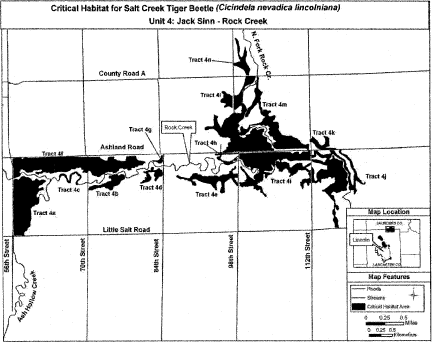 Critical Habitat for Salt Creek Tiger Beetle (Cicindela nevadica lincolniana)
Unit 4: Jack Sinn - Rock Creek
N. Fork Rock Cr.
Tract 4n
County Road A
Tract 4l
Tract 4m
Tract 4g
Rock Creek
Tract 4k
Ashland Road
Tract 4h
Tract 4f
Tract 4j
Tract 4c
Tract 4b
Tract 4d
Tract 4e
Tract 4i
Tract 4a
Little Salt Road
56th Street
70th Street
84th Street
98th Street
112th Street
Ash Hollow Creek
Map Location
SAUNDERS CO.
Lincoln
LANCASTER CO.
Map Features
Roads
Streams
Critical Habitat Area
0 0.25 0.5
Miles
0 0.25 0.5
Kilometers